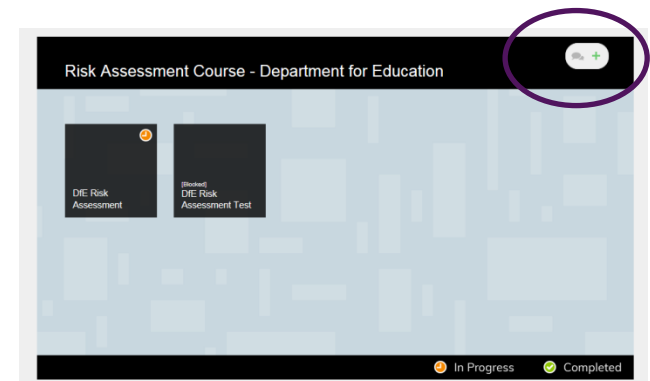 Risk Assessment Course - Department for Education
DfE Risk
Assessment
[Blocked]
DfE Risk
Assessment Test
In Progress
Completed